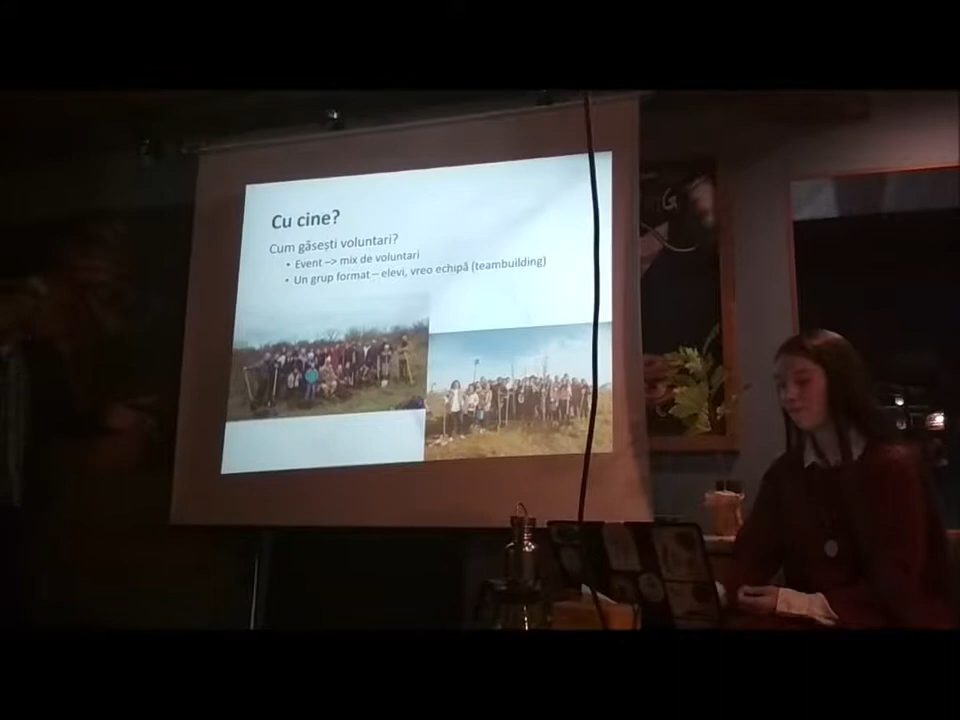 Cu cine?
Cum găsești voluntari?
• Event –> mix de voluntari
• Un grup format – elevi, vreo echipă (teambuilding)